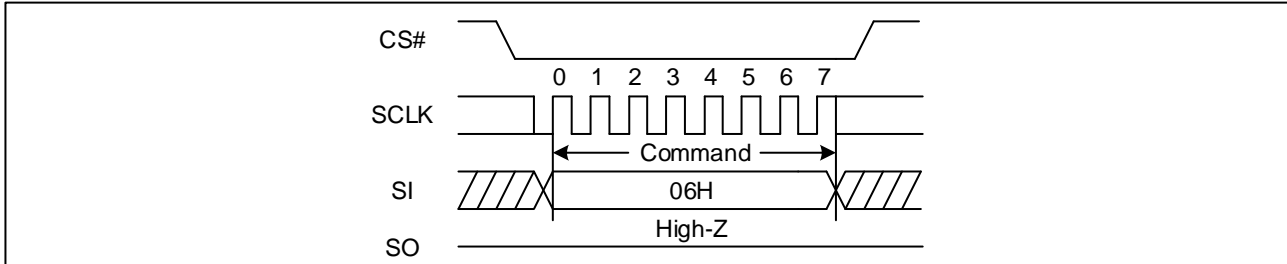 CS#
0 1 2 3 4 5 6 7
SCLK
Command
SI
06H
High-Z
SO